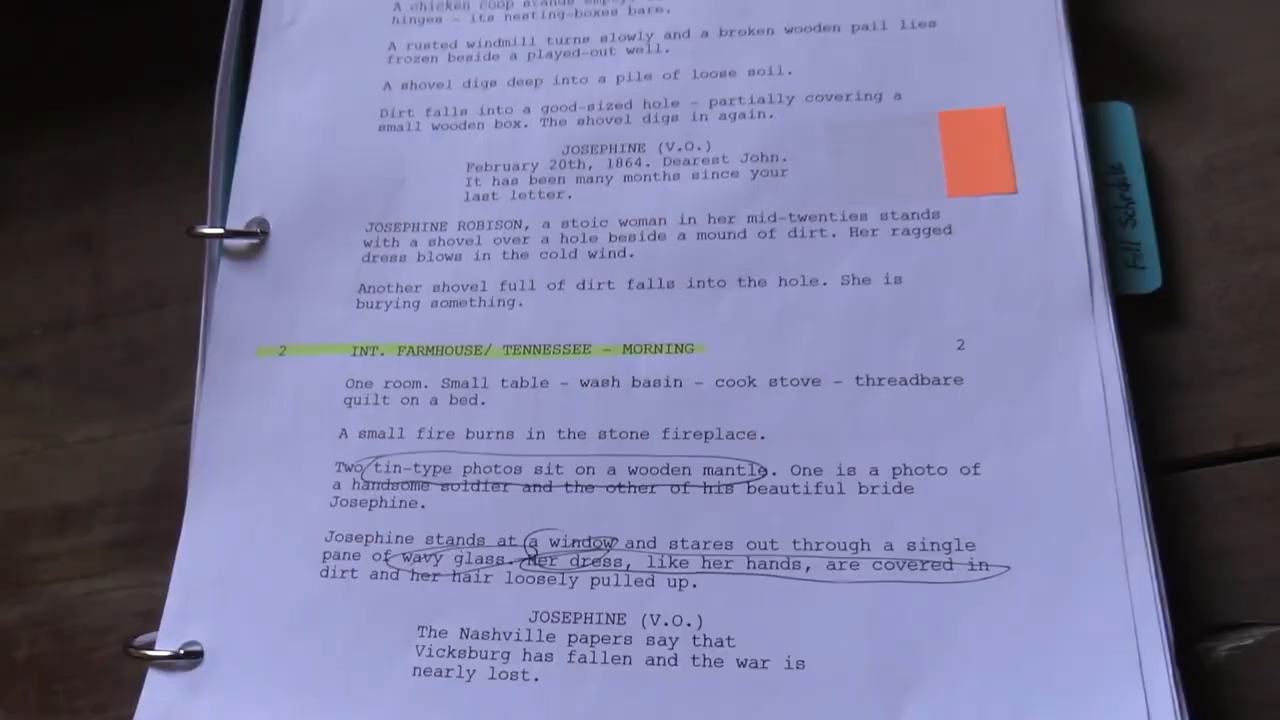 A chicken coop stands empty,
hinges - its nesting-boxes bare.
A rusted windmill turns slowly and a broken wooden pail lies
frozen beside a played-out well.
A shovel digs deep into a pile of loose soil.
Dirt falls into a good-sized hole - partially covering a
small wooden box. The shovel digs in again.
JOSEPHINE (V.O.)
February 20th, 1864. Dearest John.
It has been many months since your
last letter.
JOSEPHINE ROBISON, a stoic woman in her mid-twenties stands
with a shovel over a hole beside a mound of dirt. Her ragged
dress blows in the cold wind.
Another shovel full of dirt falls into the hole. She is
burying something.
2 INT. FARMHOUSE/ TENNESSEE - MORNING 2
One room. Small table - wash basin - cook stove - threadbare
quilt on a bed.
A small fire burns in the stone fireplace.
Two tin-type photos sit on a wooden mantle. One is a photo of
a handsome soldier and the other of his beautiful bride
Josephine.
Josephine stands at a window and stares out through a single
pane of wavy glass. Her dress, like her hands, are covered in
dirt and her hair loosely pulled up.
JOSEPHINE (V.O.)
The Nashville papers say that
Vicksburg has fallen and the war is
nearly lost.
Schedule